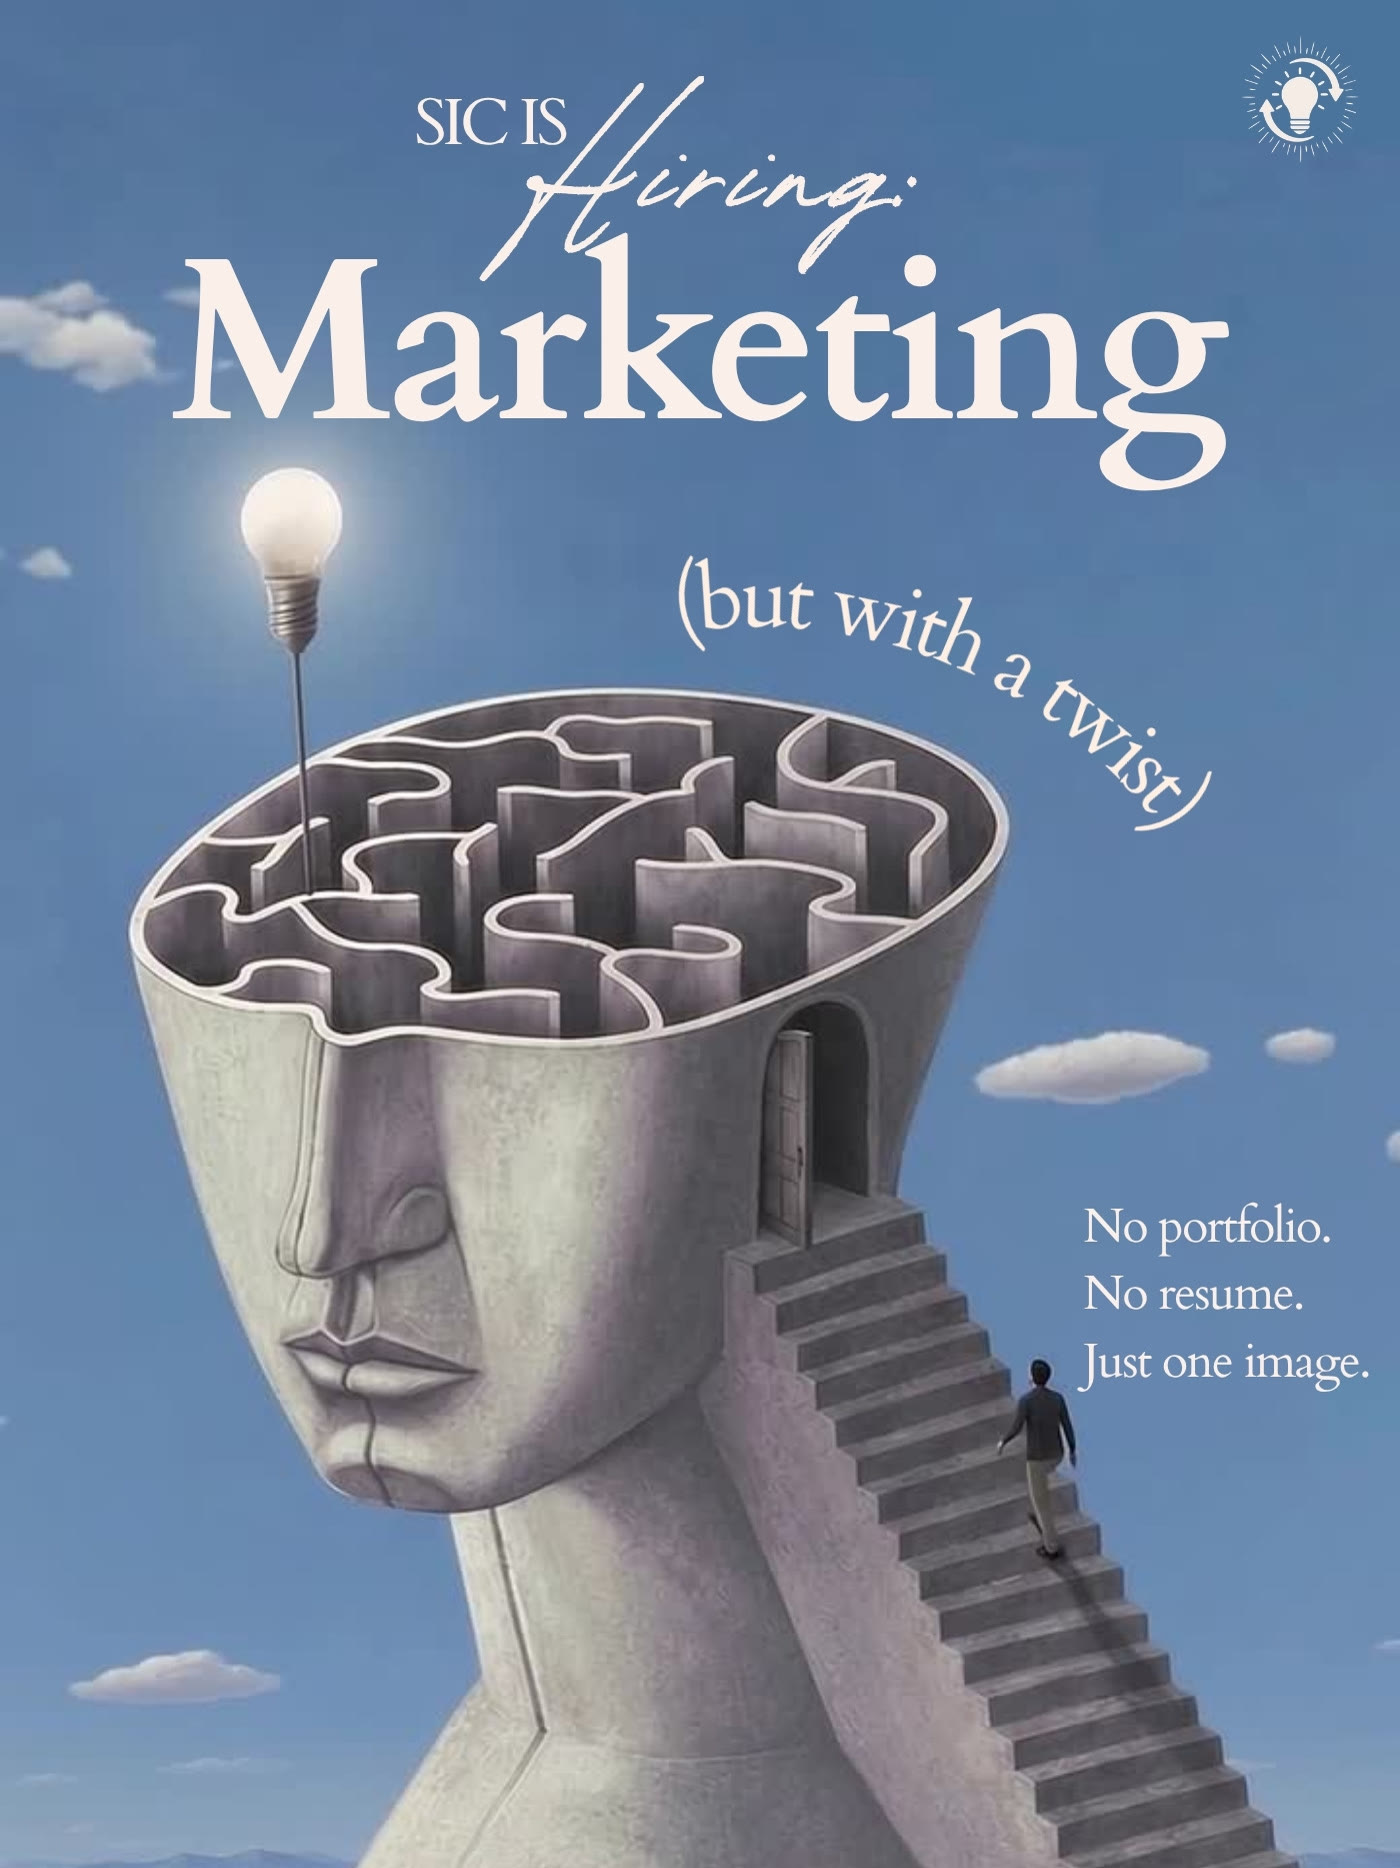 SIC IS Hiring:
Marketing
(but with a twist)
No portfolio.
No resume.
Just one image.